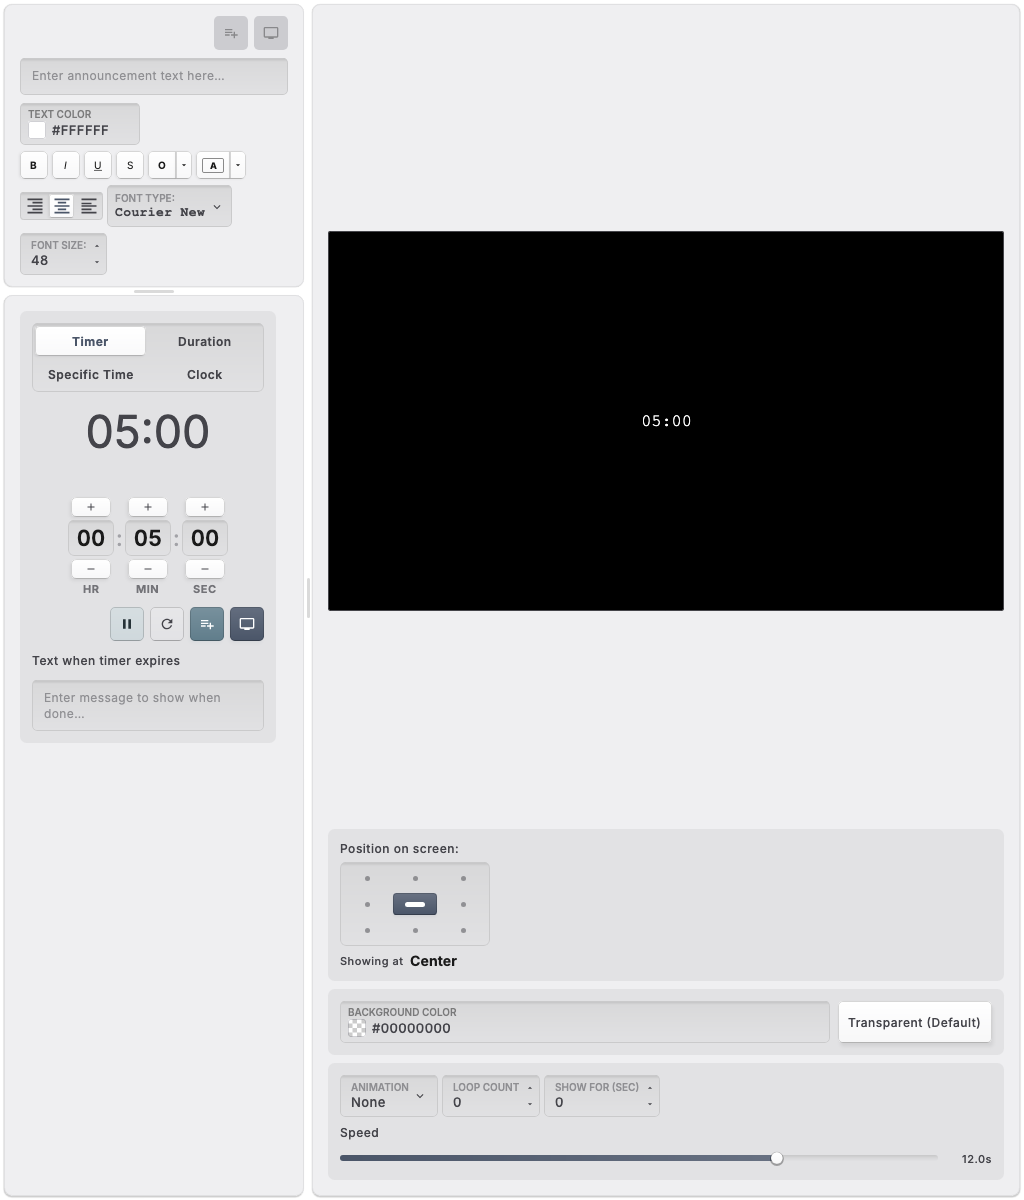 Enter announcement text here...
TEXT COLOR
#FFFFFF
B I U S O A
FONT TYPE:
Courier New
FONT SIZE:
48
Timer Duration
Specific Time Clock
05:00
+ + +
00 : 05 : 00
− − −
HR MIN SEC
Text when timer expires
Enter message to show when
done...
05:00
Position on screen:
Showing at Center
BACKGROUND COLOR
#00000000
Transparent (Default)
ANIMATION
None
LOOP COUNT
0
SHOW FOR (SEC)
0
Speed
12.0s